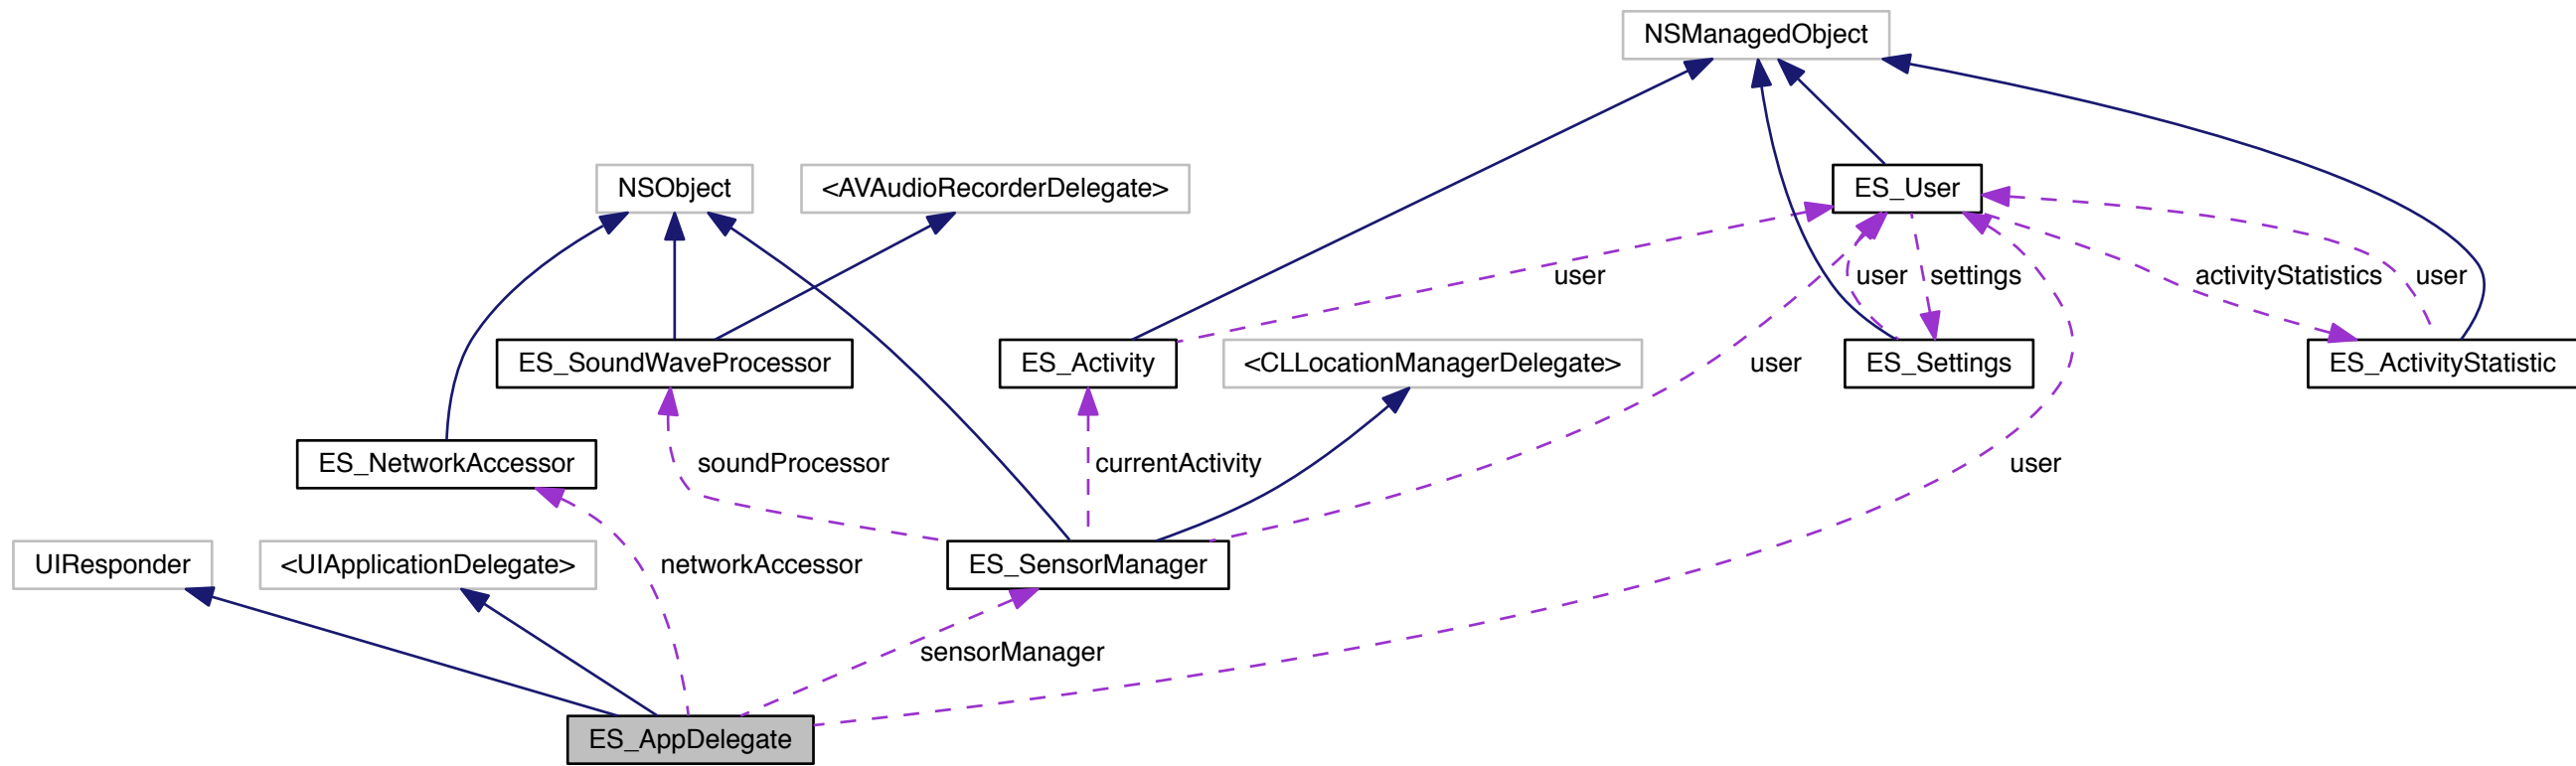 NSManagedObject
NSObject
<AVAudioRecorderDelegate>
ES_User
user
user
settings
activityStatistics
user
ES_SoundWaveProcessor
ES_Activity
<CLLocationManagerDelegate>
user
ES_Settings
ES_ActivityStatistic
ES_NetworkAccessor
soundProcessor
currentActivity
user
UIResponder
<UIApplicationDelegate>
networkAccessor
ES_SensorManager
sensorManager
ES_AppDelegate